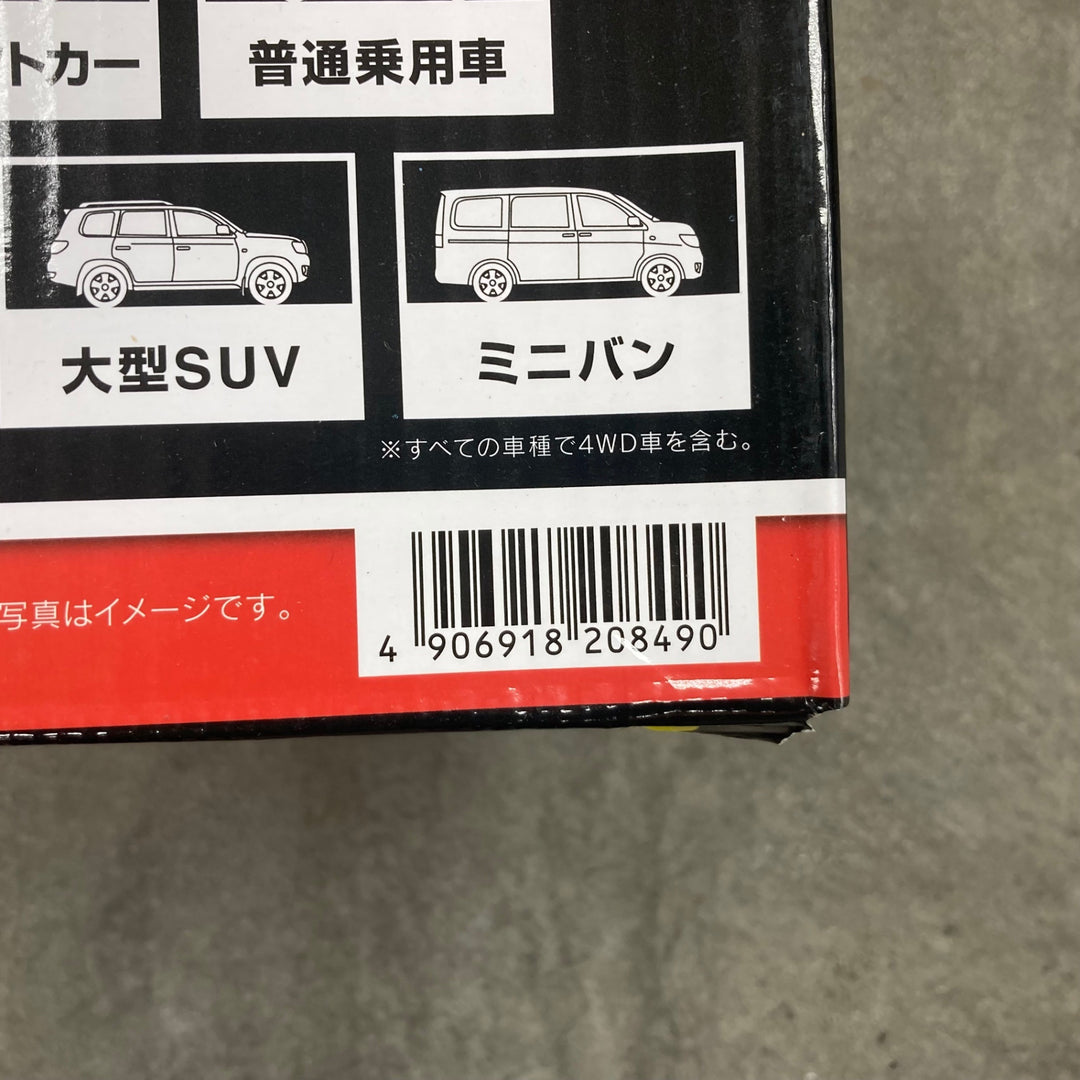 トカー
普通乗用車
大型SUV
ミニバン
※すべての車種で4WD車を含む。
写真はイメージです。
4 906918 208490